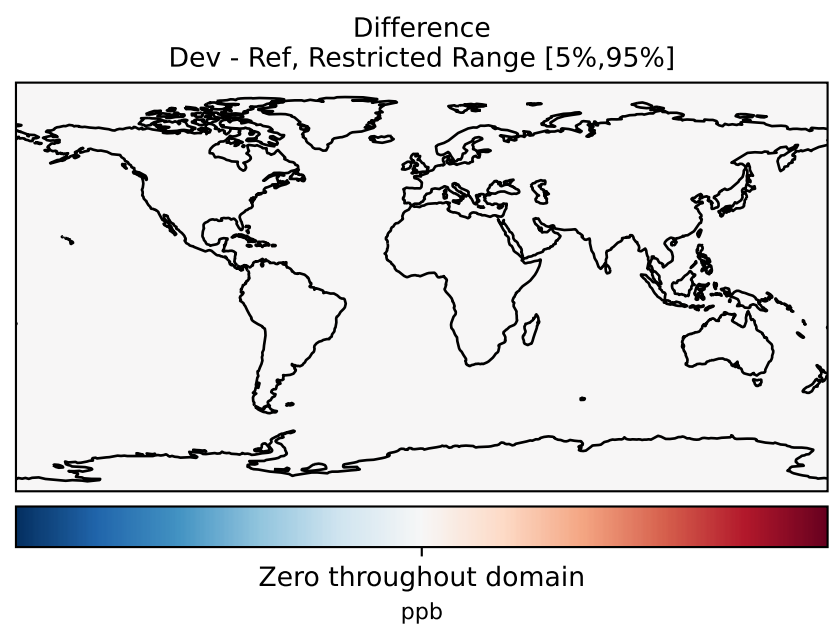 Difference
Dev - Ref, Restricted Range [5%,95%]
Zero throughout domain
ppb